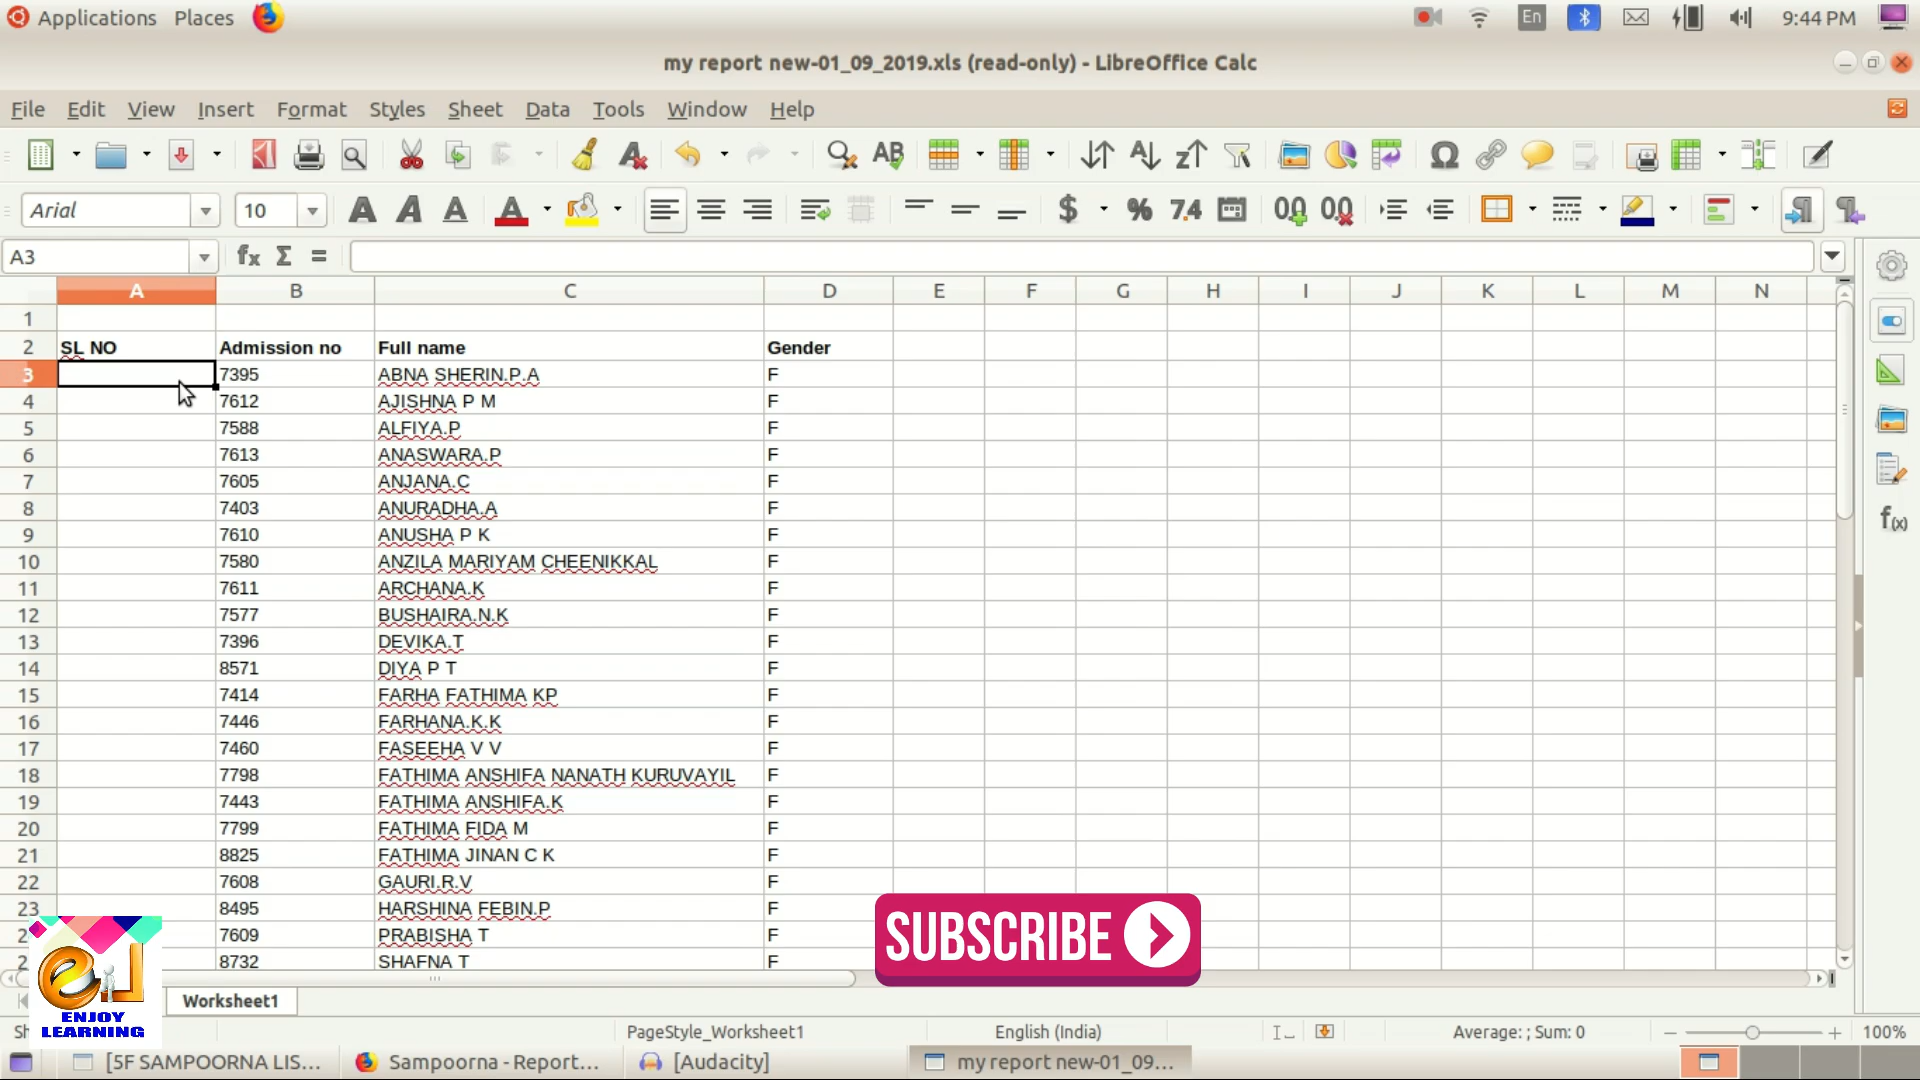 Applications Places En 9:44 PM
my report new-01_09_2019.xls (read-only) - LibreOffice Calc
File Edit View Insert Format Styles Sheet Data Tools Window Help
Arial 10
A3
A B C D E F G H I J K L M N
1
2 SL NO Admission no Full name Gender
3 7395 ABNA SHERIN.P.A F
4 7612 AJISHNA P M F
5 7588 ALFIYA.P F
6 7613 ANASWARA.P F
7 7605 ANJANA.C F
8 7403 ANURADHA.A F
9 7610 ANUSHA P K F
10 7580 ANZILA MARIYAM CHEENIKKAL F
11 7611 ARCHANA.K F
12 7577 BUSHAIRA.N.K F
13 7396 DEVIKA.T F
14 8571 DIYA P T F
15 7414 FARHA FATHIMA KP F
16 7446 FARHANA.K.K F
17 7460 FASEEHA V V F
18 7798 FATHIMA ANSHIFA NANATH KURUVAYIL F
19 7443 FATHIMA ANSHIFA.K F
20 7799 FATHIMA FIDA M F
21 8825 FATHIMA JINAN C K F
22 7608 GAURI.R.V F
23 8495 HARSHINA FEBIN.P F
7609 PRABISHA T F
8732 SHAFNA T F
SUBSCRIBE
eiL
ENJOY
LEARNING
Worksheet1
PageStyle_Worksheet1 English (India) Average: ; Sum: 0 100%
[5F SAMPOORNA LIS... Sampoorna - Report... [Audacity] my report new-01_09...